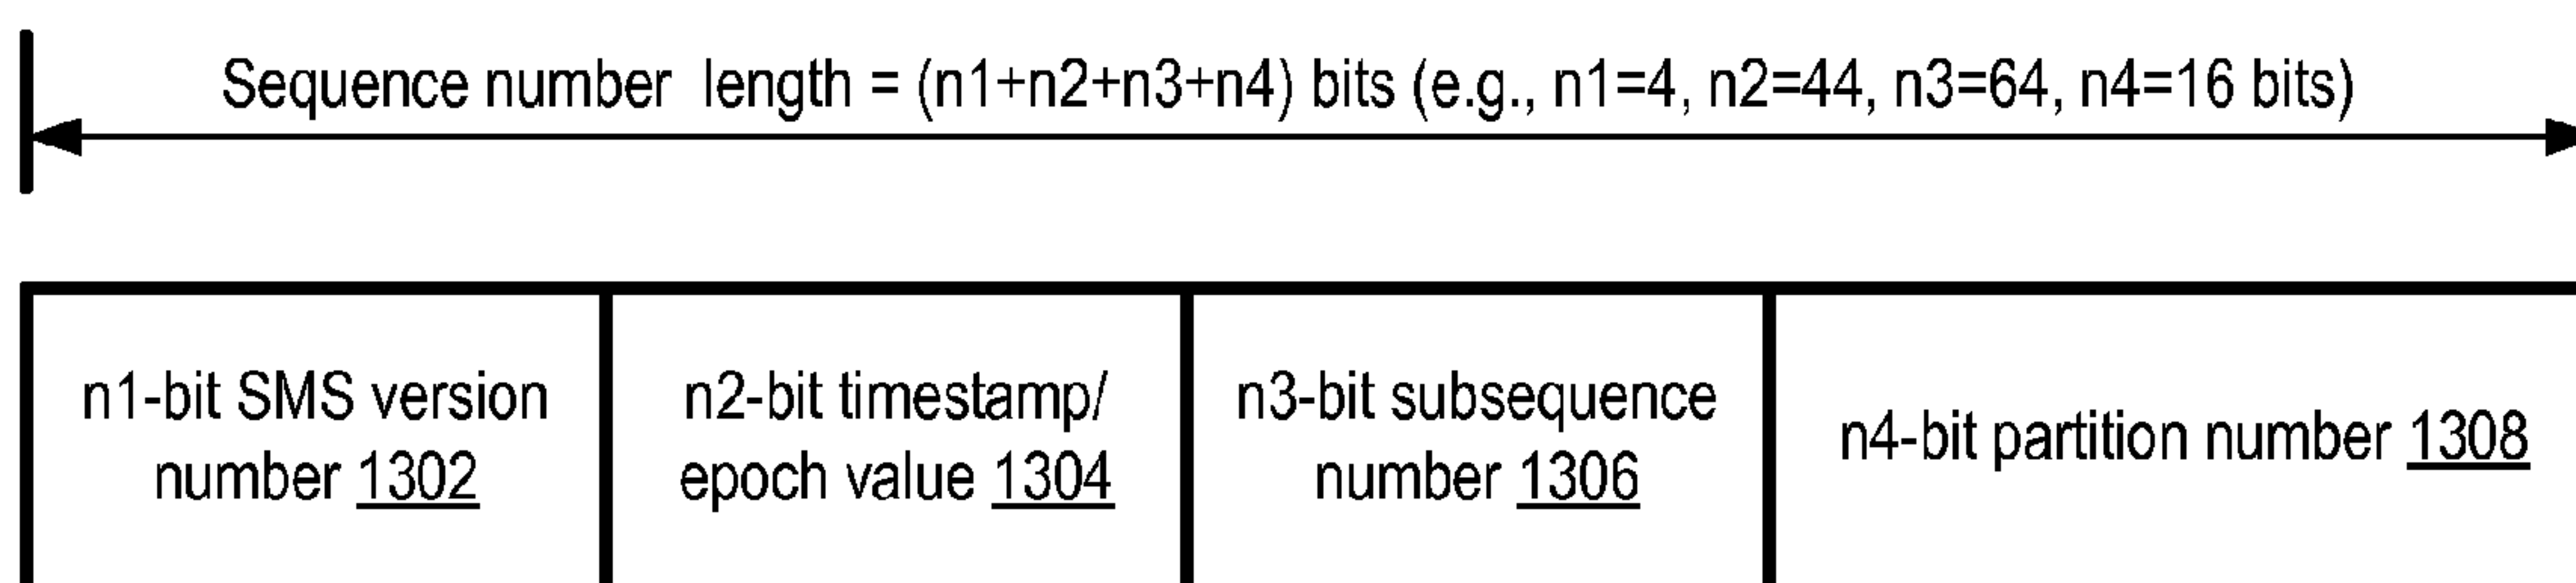 Sequence number length = (n1+n2+n3+n4) bits (e.g., n1=4, n2=44, n3=64, n4=16 bits)
n1-bit SMS version
number 1302
n2-bit timestamp/
epoch value 1304
n3-bit subsequence
number 1306
n4-bit partition number 1308